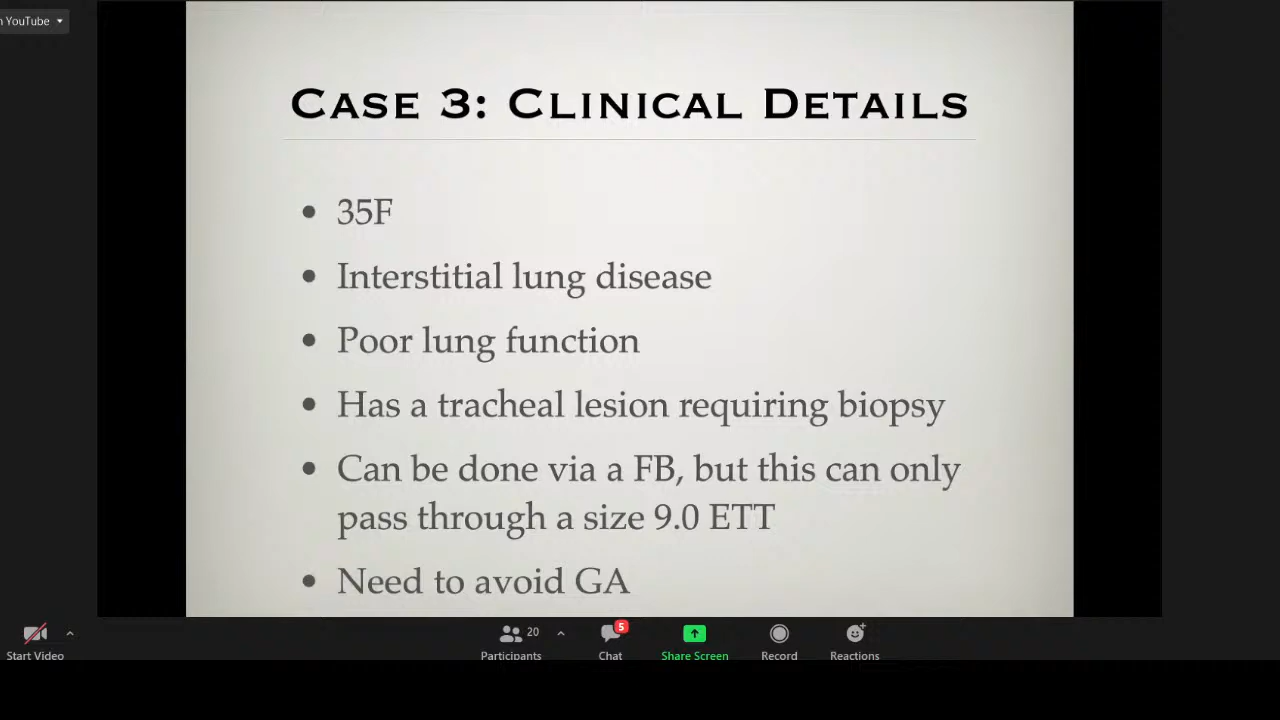 n YouTube
Case 3: Clinical Details
• 35F
• Interstitial lung disease
• Poor lung function
• Has a tracheal lesion requiring biopsy
• Can be done via a FB, but this can only
pass through a size 9.0 ETT
• Need to avoid GA
5
20
Start Video
Participants
Chat
Share Screen
Record
Reactions